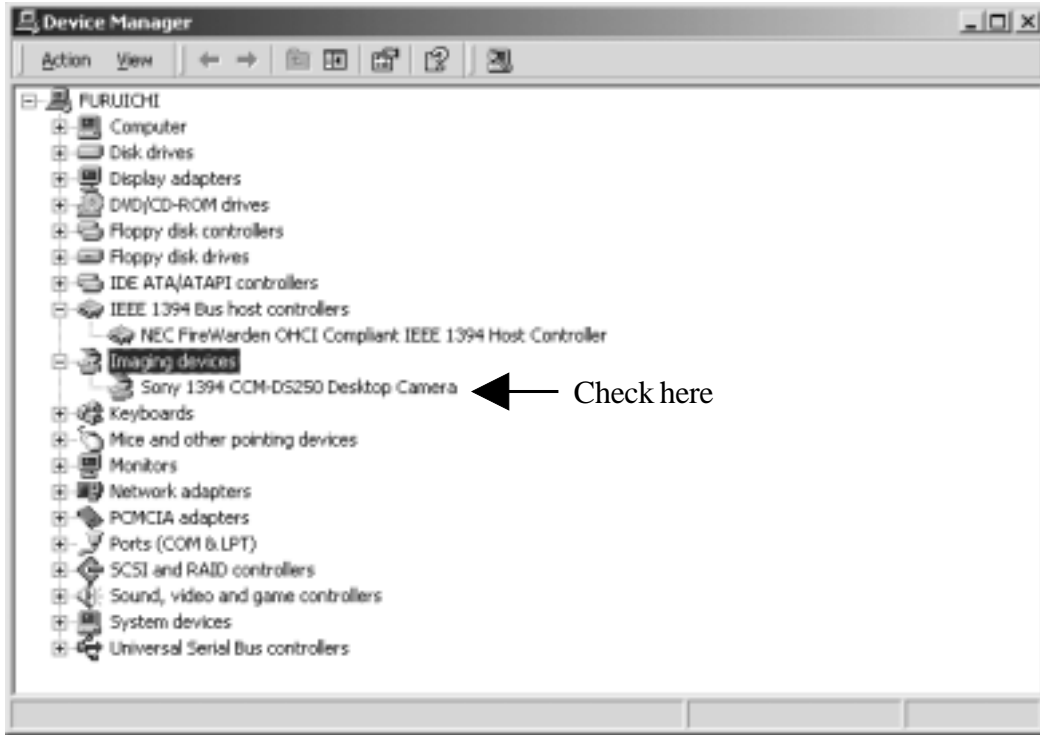 Device Manager
Action View
FURUICHI
Computer
Disk drives
Display adapters
DVD/CD-ROM drives
Floppy disk controllers
Floppy disk drives
IDE ATA/ATAPI controllers
IEEE 1394 Bus host controllers
NEC FireWarden OHCI Compliant IEEE 1394 Host Controller
Imaging devices
Sony 1394 CCM-DS250 Desktop Camera Check here
Keyboards
Mice and other pointing devices
Monitors
Network adapters
PCMCIA adapters
Ports (COM & LPT)
SCSI and RAID controllers
Sound, video and game controllers
System devices
Universal Serial Bus controllers